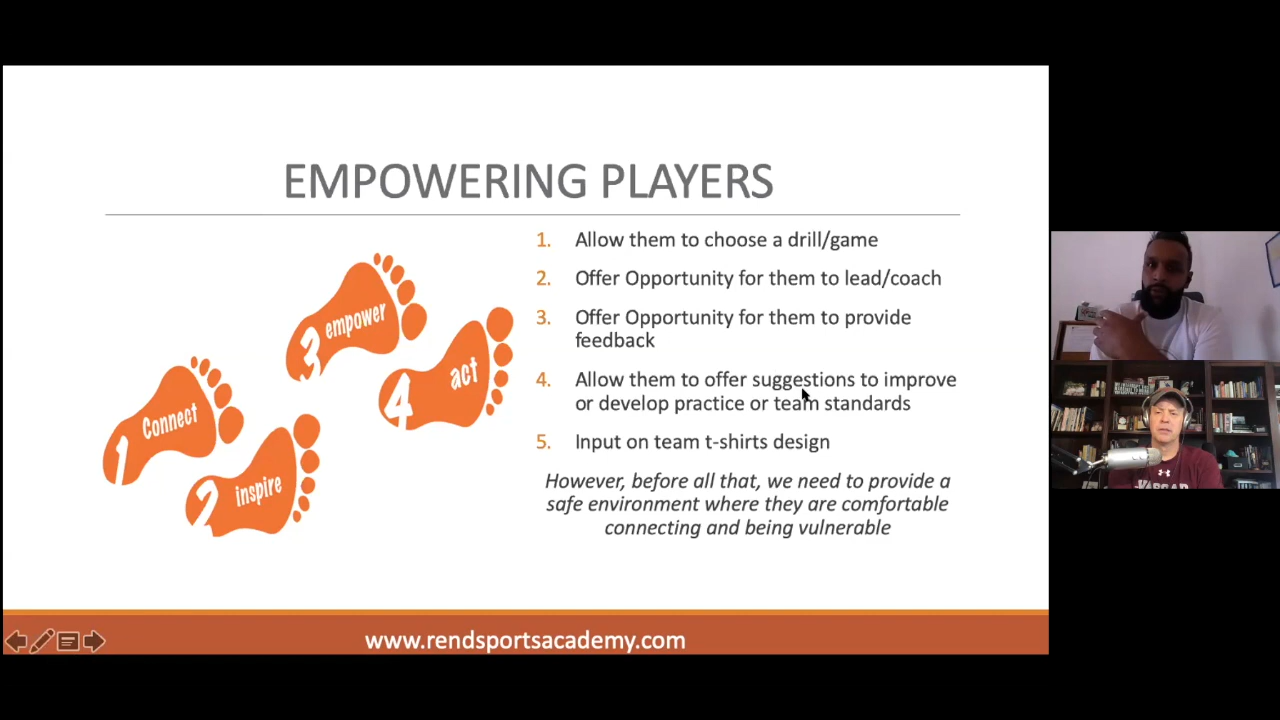 EMPOWERING PLAYERS
1. Allow them to choose a drill/game
2. Offer Opportunity for them to lead/coach
3. Offer Opportunity for them to provide
feedback
4. Allow them to offer suggestions to improve
or develop practice or team standards
5. Input on team t-shirts design
However, before all that, we need to provide a
safe environment where they are comfortable
connecting and being vulnerable
1 Connect
2 inspire
3 empower
4 act
www.rendsportsacademy.com